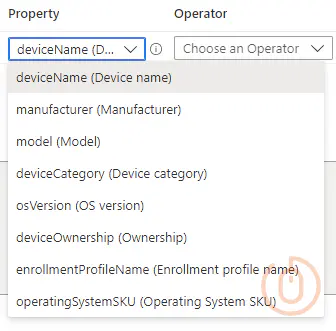 Property Operator
deviceName (D... Choose an Operator
deviceName (Device name)
manufacturer (Manufacturer)
model (Model)
deviceCategory (Device category)
osVersion (OS version)
deviceOwnership (Ownership)
enrollmentProfileName (Enrollment profile name)
operatingSystemSKU (Operating System SKU)